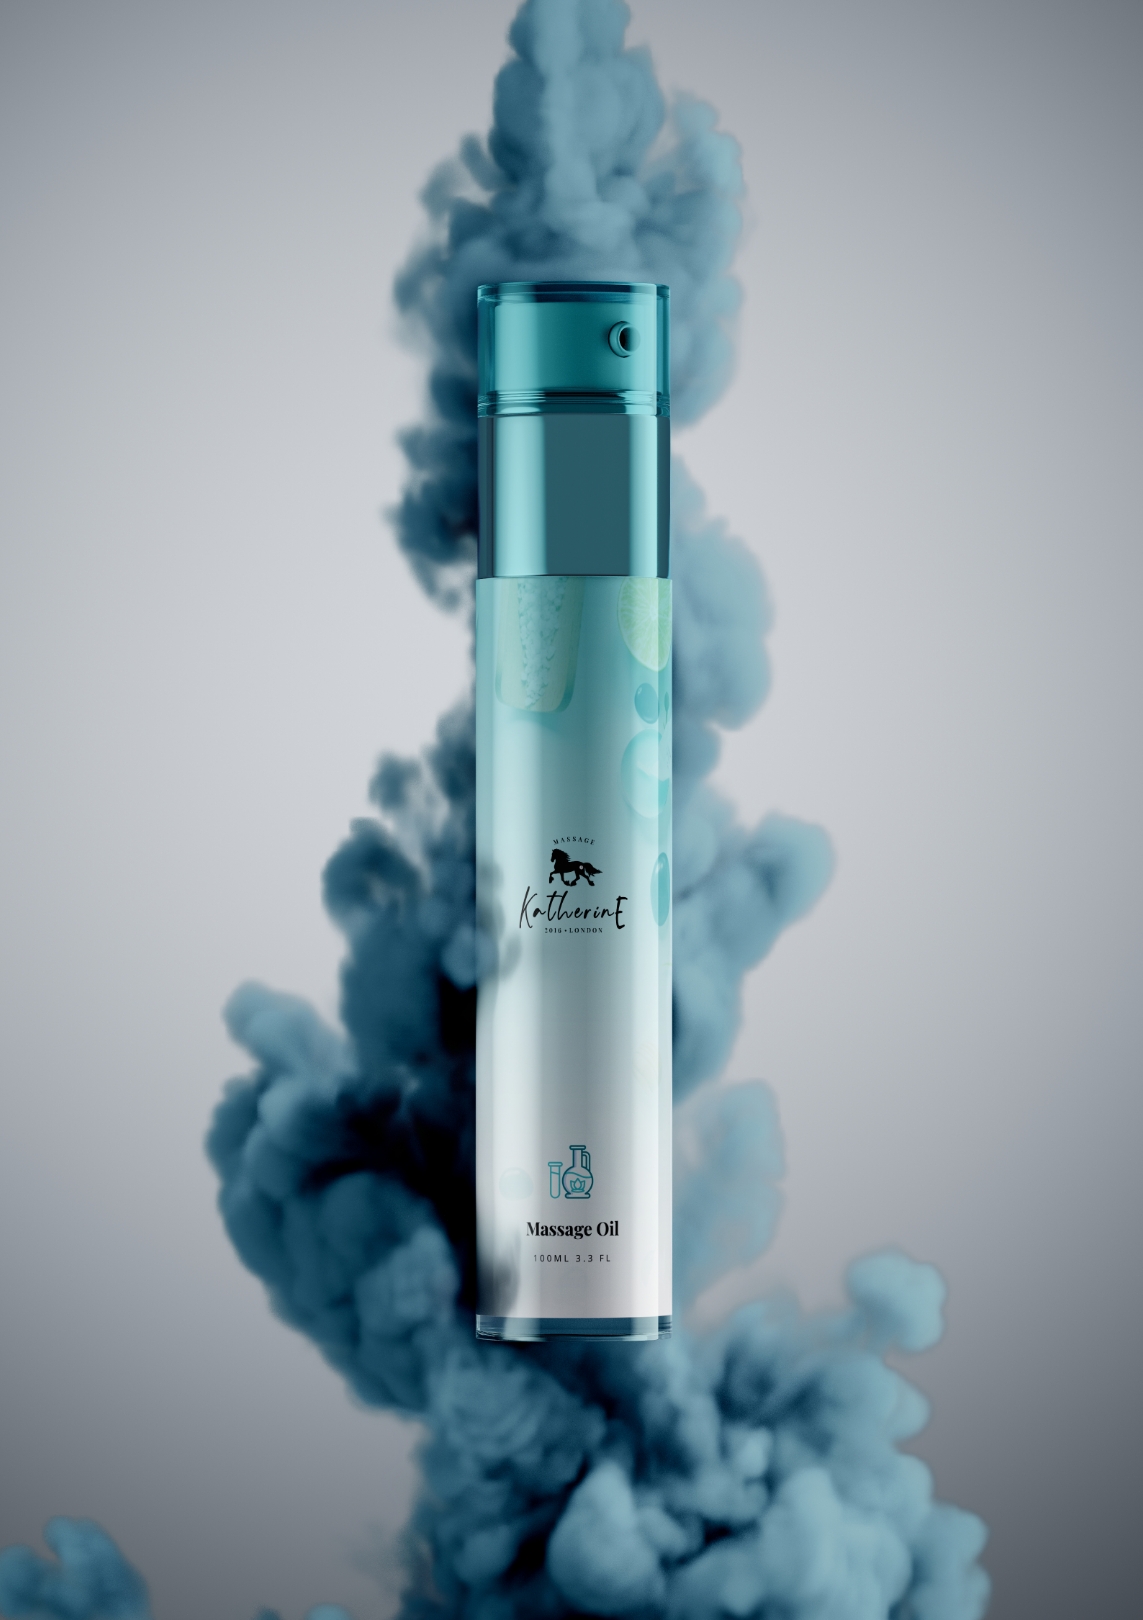 MASSAGE
KatherinE
2016 • LONDON
Massage Oil
100ML 3.3 FL